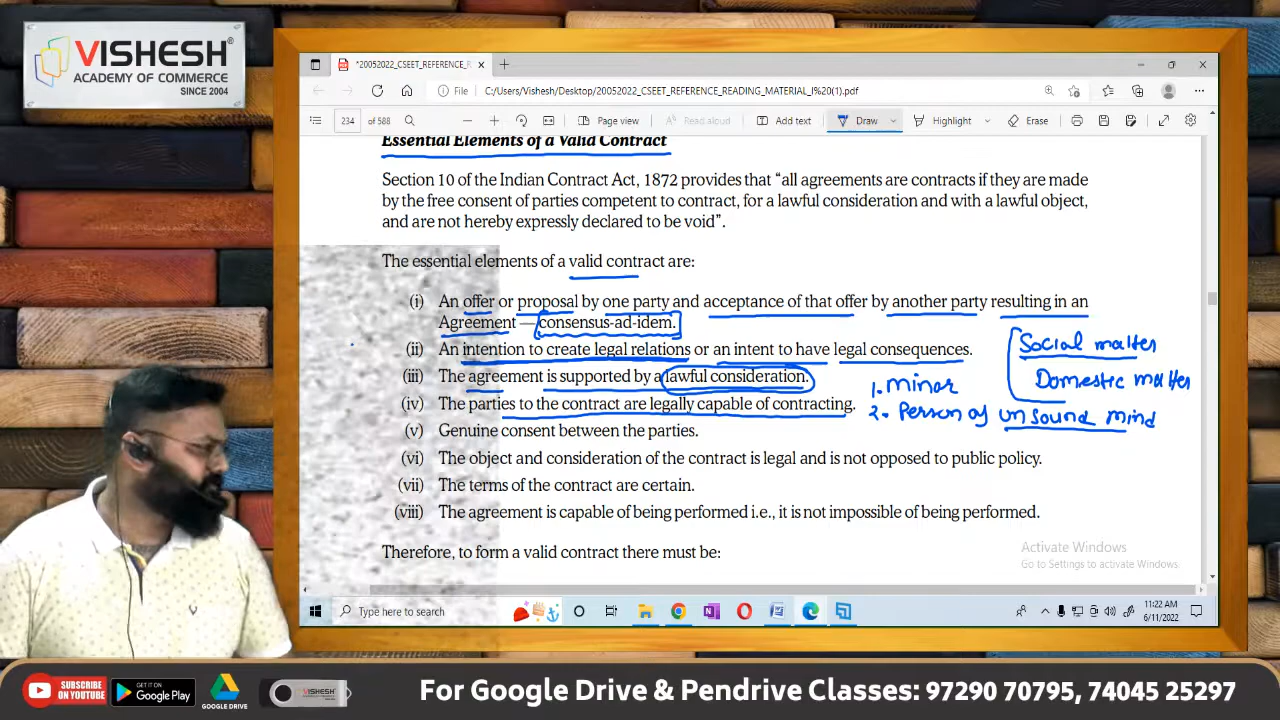 VISHESH®
ACADEMY OF COMMERCE
SINCE 2004
*20052022_CSEET_REFERENCE_R
File C:/Users/Vishesh/Desktop/20052022_CSEET_REFERENCE_READING_MATERIAL_I%20(1).pdf
234 of 588 Page view Read aloud Add text Draw Highlight Erase
Essential Elements of a Valid Contract
Section 10 of the Indian Contract Act, 1872 provides that “all agreements are contracts if they are made
by the free consent of parties competent to contract, for a lawful consideration and with a lawful object,
and are not hereby expressly declared to be void”.
The essential elements of a valid contract are:
(i) An offer or proposal by one party and acceptance of that offer by another party resulting in an
Agreement — consensus-ad-idem.
(ii) An intention to create legal relations or an intent to have legal consequences.
Social matter
(iii) The agreement is supported by a lawful consideration.
Domestic matter
1. minor
(iv) The parties to the contract are legally capable of contracting.
2. Person of unsound mind
(v) Genuine consent between the parties.
(vi) The object and consideration of the contract is legal and is not opposed to public policy.
(vii) The terms of the contract are certain.
(viii) The agreement is capable of being performed i.e., it is not impossible of being performed.
Therefore, to form a valid contract there must be:
Activate Windows
Go to Settings to activate Windows.
Type here to search
11:22 AM
6/11/2022
SUBSCRIBE
ON YOUTUBE
GET IT ON
Google Play
GOOGLE DRIVE
VISHESH
For Google Drive & Pendrive Classes: 97290 70795, 74045 25297